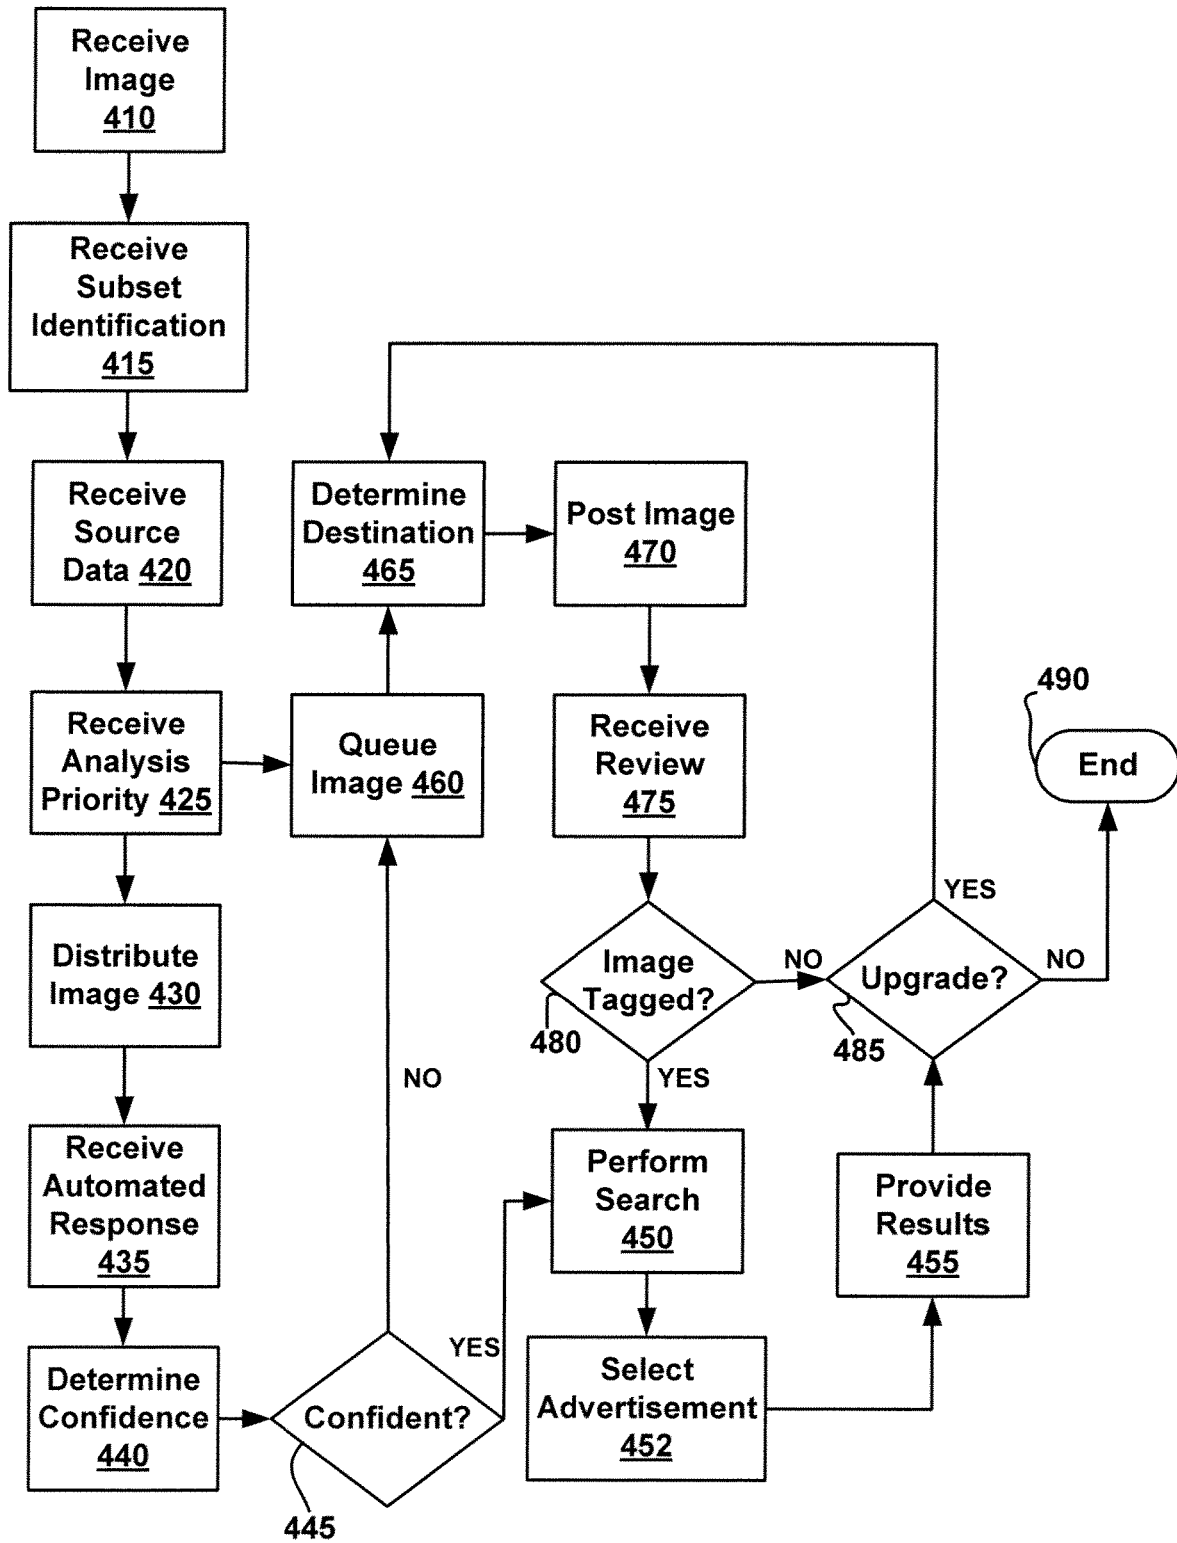 Receive
Image
410
Receive
Subset
Identification
415
Receive
Source
Data 420
Receive
Analysis
Priority 425
Distribute
Image 430
Receive
Automated
Response
435
Determine
Confidence
440
Confident?
445
NO
YES
Queue
Image 460
Determine
Destination
465
Post Image
470
Receive
Review
475
Image
Tagged?
480
NO
YES
Perform
Search
450
Select
Advertisement
452
Provide
Results
455
Upgrade?
485
YES
NO
490
End